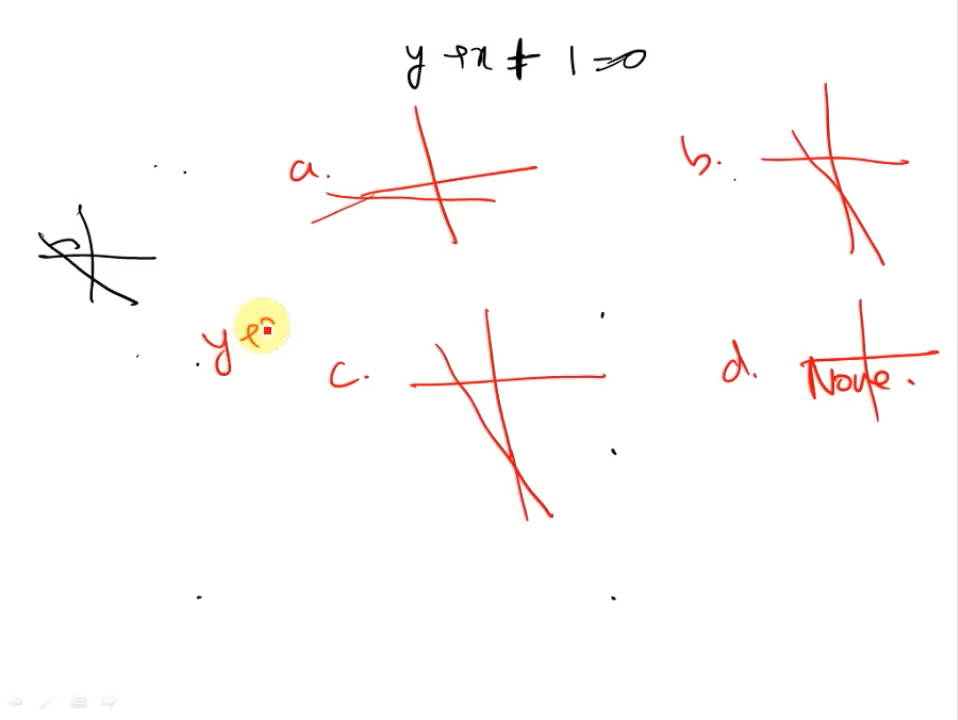 y + x + 1 = 0
a.
b.
y +
c.
d. None.